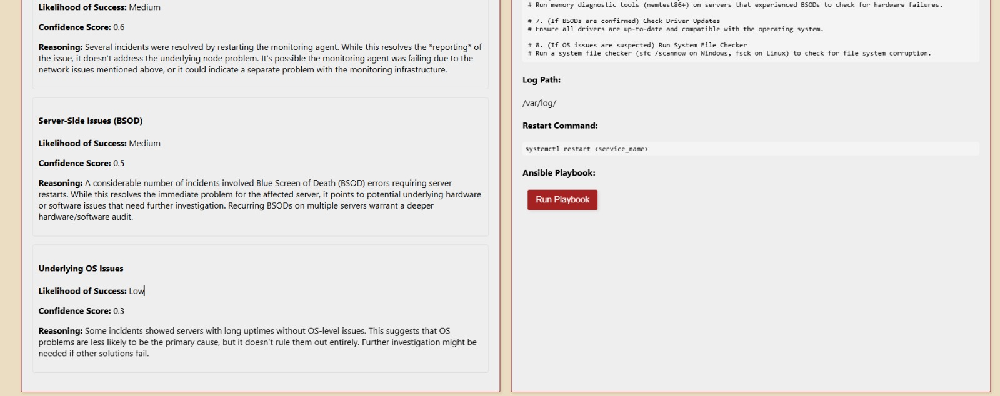 Likelihood of Success: Medium
Confidence Score: 0.6
Reasoning: Several incidents were resolved by restarting the monitoring agent. While this resolves the *reporting* of
the issue, it doesn't address the underlying node problem. It's possible the monitoring agent was failing due to the
network issues mentioned above, or it could indicate a separate problem with the monitoring infrastructure.
Server-Side Issues (BSOD)
Likelihood of Success: Medium
Confidence Score: 0.5
Reasoning: A considerable number of incidents involved Blue Screen of Death (BSOD) errors requiring server
restarts. While this resolves the immediate problem for the affected server, it points to potential underlying hardware
or software issues that need further investigation. Recurring BSODs on multiple servers warrant a deeper
hardware/software audit.
Underlying OS Issues
Likelihood of Success: Low
Confidence Score: 0.3
Reasoning: Some incidents showed servers with long uptimes without OS-level issues. This suggests that OS
problems are less likely to be the primary cause, but it doesn't rule them out entirely. Further investigation might be
needed if other solutions fail.
# Run memory diagnostic tools (memtest86+) on servers that experienced BSODs to check for hardware failures.
# 7. (If BSODs are confirmed) Check Driver Updates
# Ensure all drivers are up-to-date and compatible with the operating system.
# 8. (If OS issues are suspected) Run System File Checker
# Run a system file checker (sfc /scannow on Windows, fsck on Linux) to check for file system corruption.
Log Path:
/var/log/
Restart Command:
systemctl restart <service_name>
Ansible Playbook:
Run Playbook